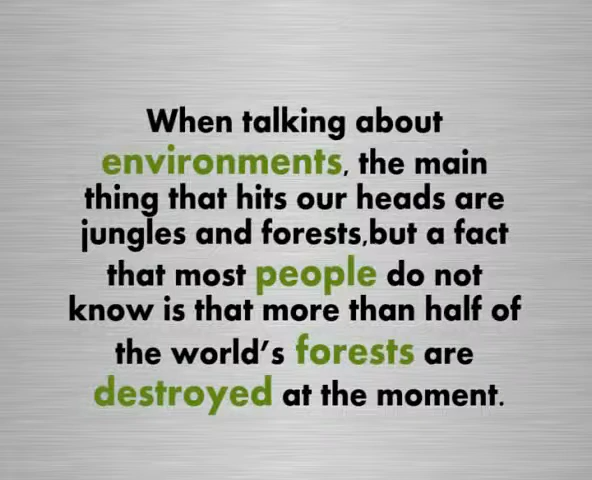 When talking about
environments, the main
thing that hits our heads are
jungles and forests,but a fact
that most people do not
know is that more than half of
the world's forests are
destroyed at the moment.